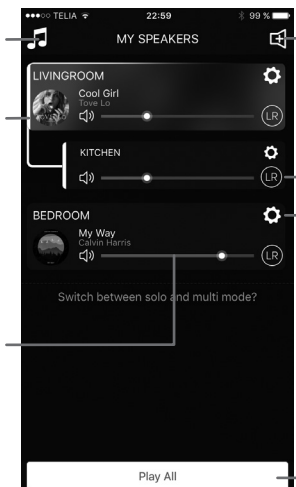 TELIA 22:59 99 %
MY SPEAKERS
LIVINGROOM
Cool Girl
Tove Lo
LR
KITCHEN
LR
BEDROOM
My Way
Calvin Harris
LR
Switch between solo and multi mode?
Play All